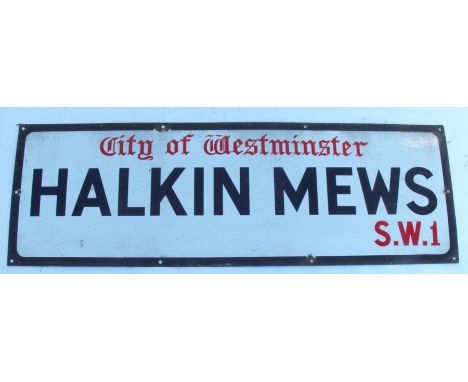 City of Westminster
HALKIN MEWS
S.W.1